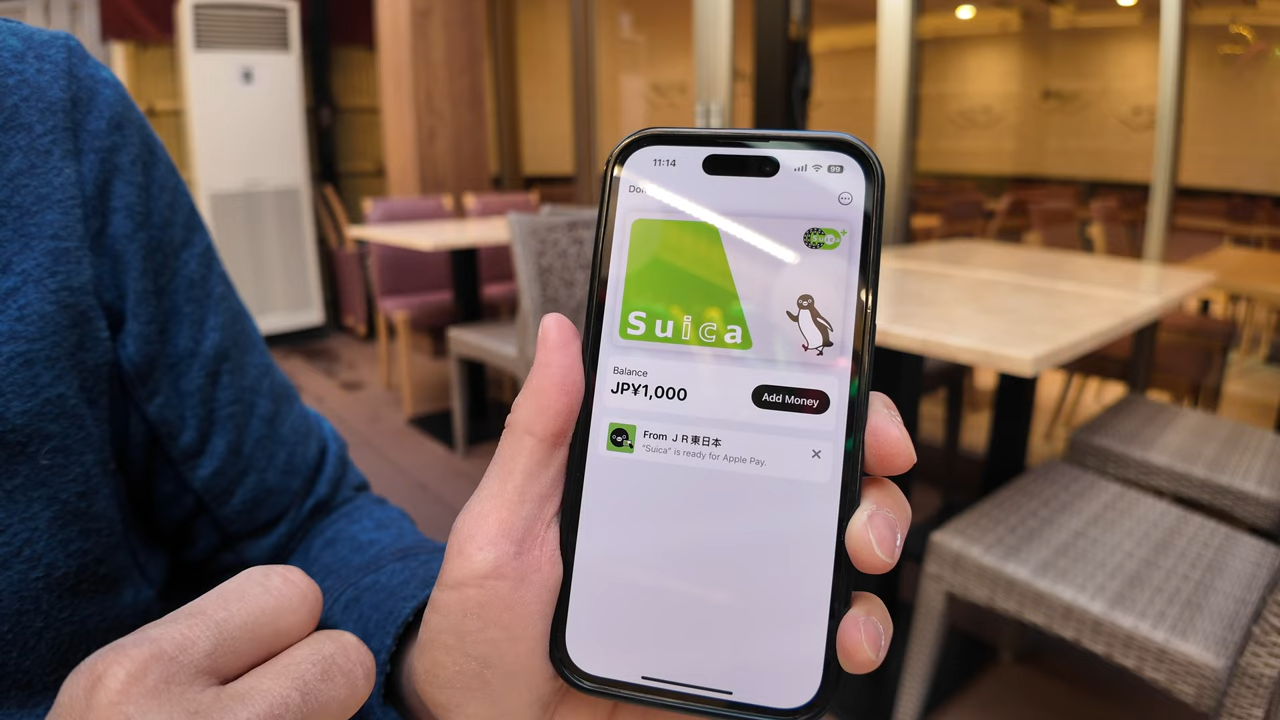 11:14
99
Suica
Suica
Balance
JP¥1,000
Add Money
From ＪＲ東日本
"Suica" is ready for Apple Pay.